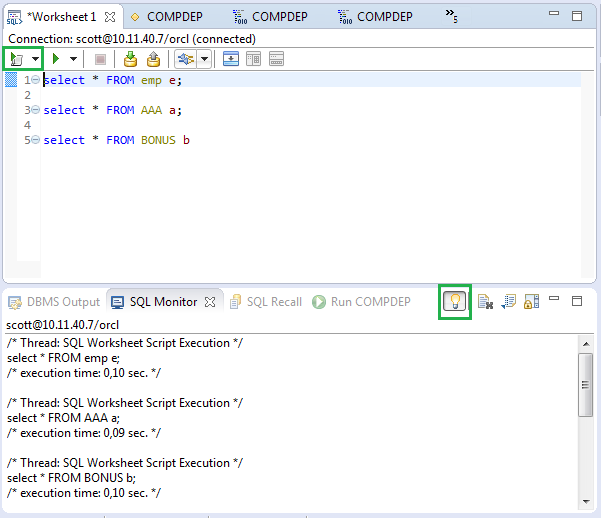 *Worksheet 1 COMPDEP COMPDEP COMPDEP »5
Connection: scott@10.11.40.7/orcl (connected)
1 select * FROM emp e;
2
3 select * FROM AAA a;
4
5 select * FROM BONUS b
DBMS Output SQL Monitor SQL Recall Run COMPDEP
scott@10.11.40.7/orcl
/* Thread: SQL Worksheet Script Execution */
select * FROM emp e;
/* execution time: 0,10 sec. */
/* Thread: SQL Worksheet Script Execution */
select * FROM AAA a;
/* execution time: 0,09 sec. */
/* Thread: SQL Worksheet Script Execution */
select * FROM BONUS b;
/* execution time: 0,10 sec. */